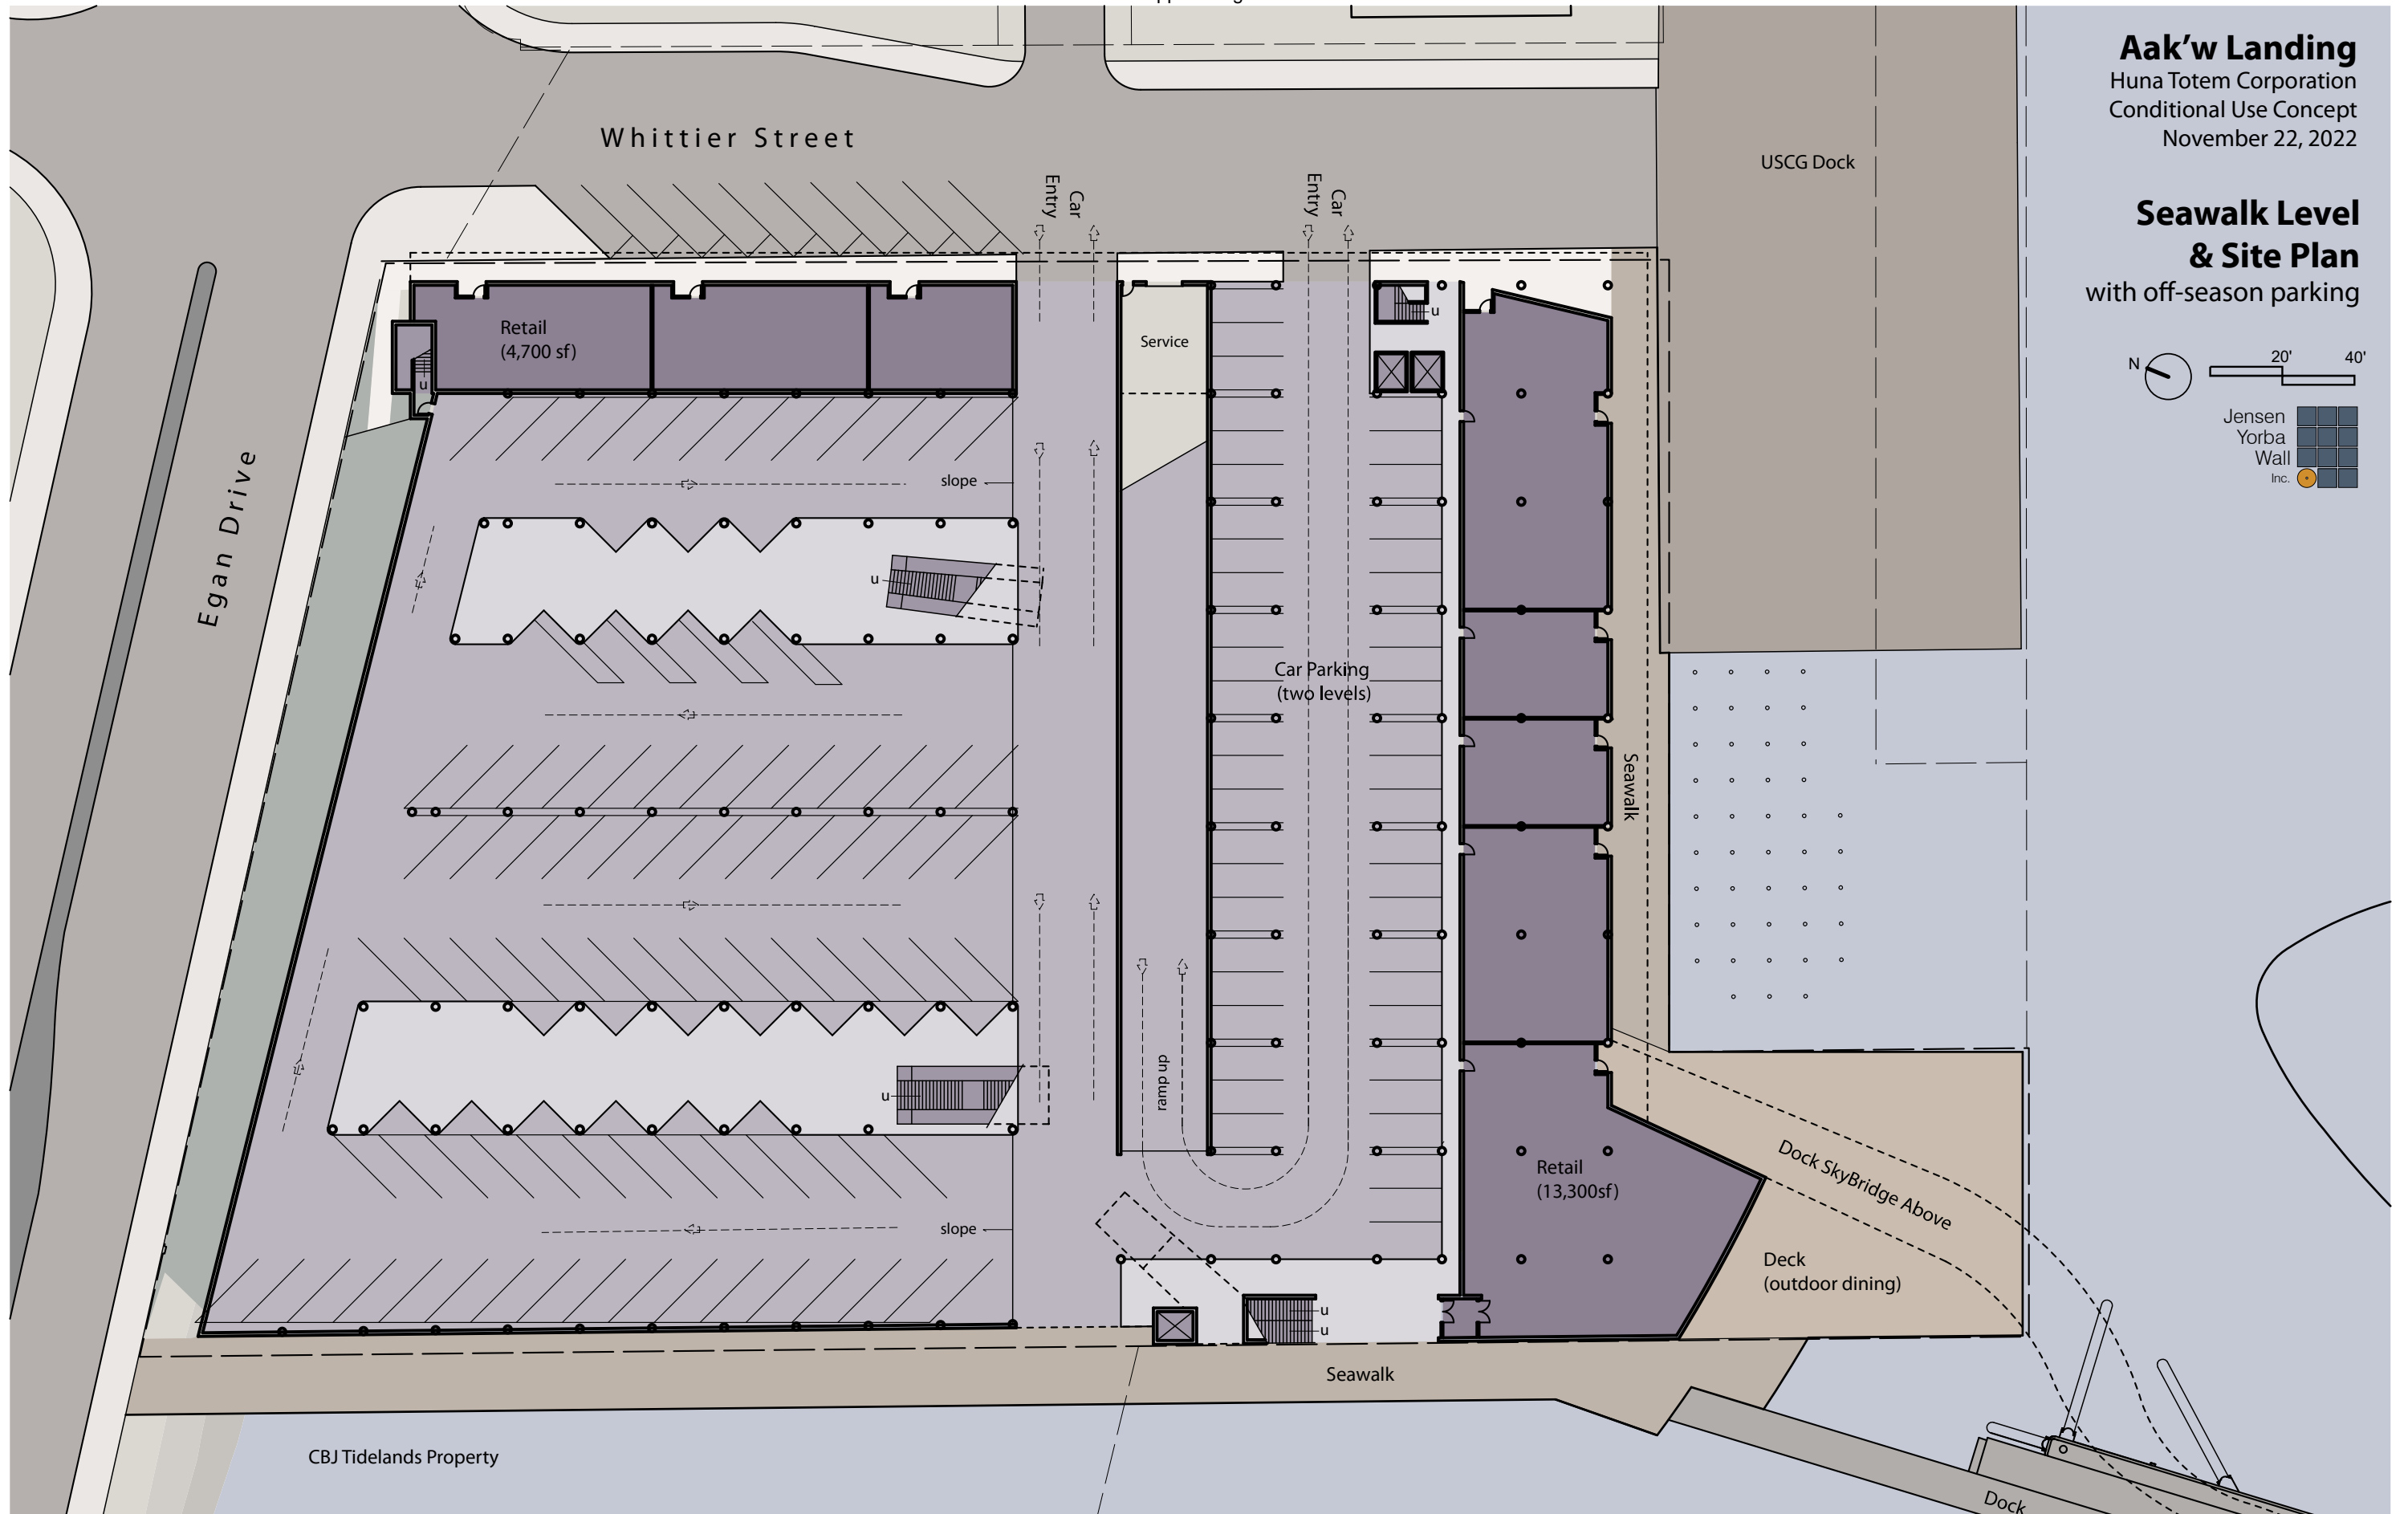 Aak’w Landing
Huna Totem Corporation
Conditional Use Concept
November 22, 2022
Seawalk Level
& Site Plan
with off-season parking
N
20'
40'
Jensen
Yorba
Wall
Inc.
Whittier Street
USCG Dock
Entry
Car
Entry
Car
Egan Drive
Retail
(4,700 sf)
u
Service
u
slope
u
Car Parking
(two levels)
Seawalk
u
ramp up
slope
Retail
(13,300sf)
Dock SkyBridge Above
Deck
(outdoor dining)
u
u
Seawalk
CBJ Tidelands Property
Dock